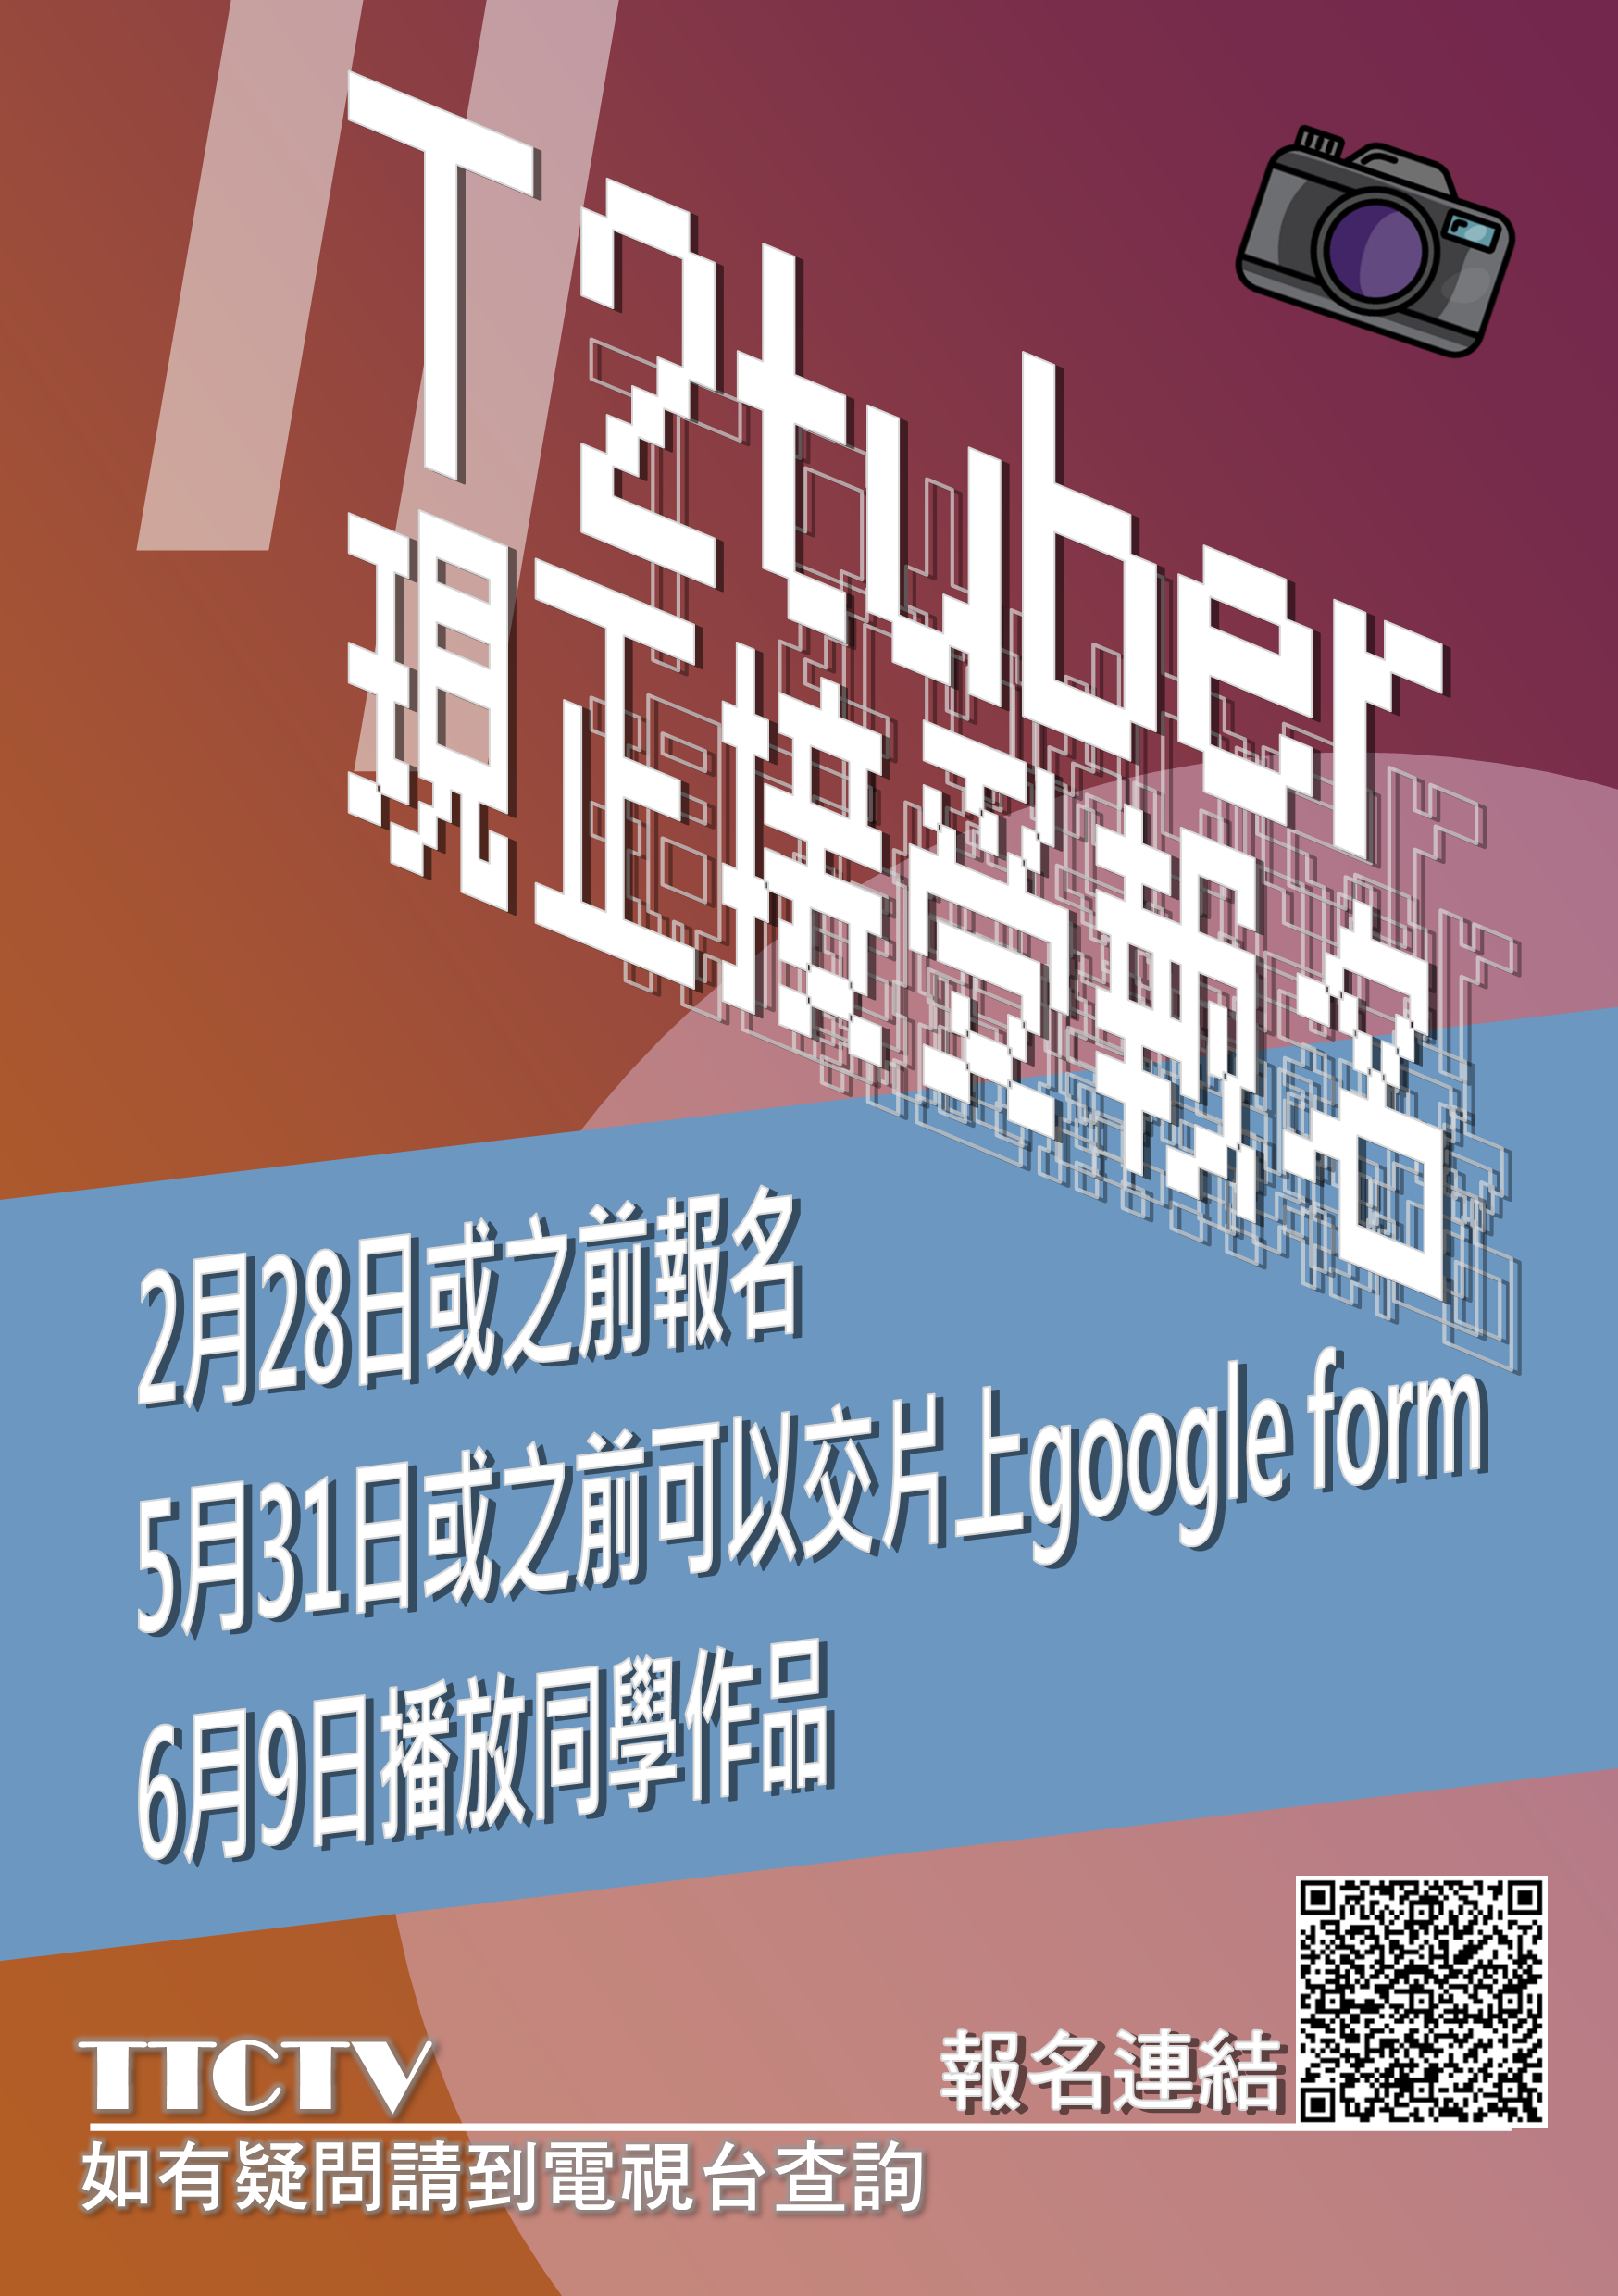 T2tuber
現正接受報名
2月28日或之前報名
5月31日或之前可以交片上google form
6月9日播放同學作品
TTCTV
報名連結
如有疑問請到電視台查詢